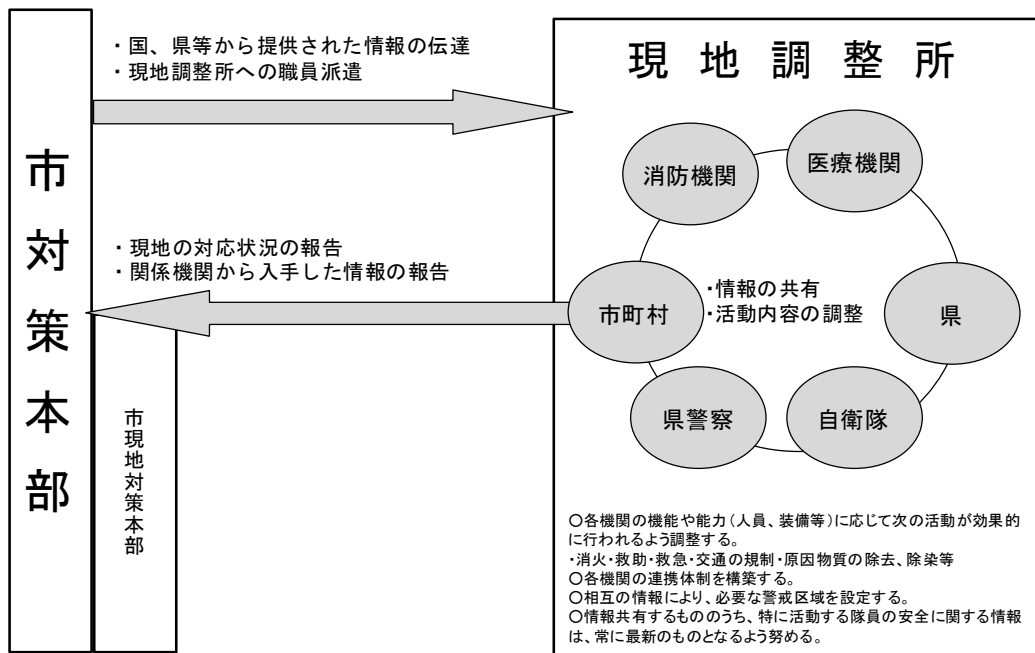 市対策本部
・国、県等から提供された情報の伝達
・現地調整所への職員派遣
・現地の対応状況の報告
・関係機関から入手した情報の報告
市現地対策本部
現地調整所
消防機関
医療機関
市町村
・情報の共有
・活動内容の調整
県
県警察
自衛隊
〇各機関の機能や能力（人員、装備等）に応じて次の活動が効果的
に行われるよう調整する。
・消火・救助・救急・交通の規制・原因物質の除去、除染等
〇各機関の連携体制を構築する。
〇相互の情報により、必要な警戒区域を設定する。
〇情報共有するもののうち、特に活動する隊員の安全に関する情報
は、常に最新のものとなるよう努める。